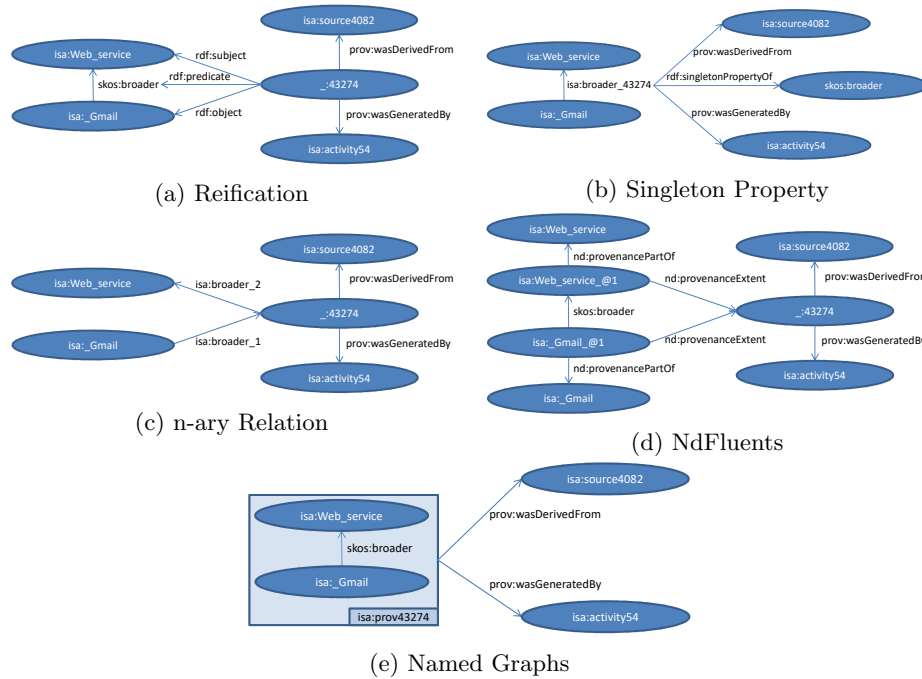 isa:source4082
isa:Web_service
rdf:subject
prov:wasDerivedFrom
skos:broader
rdf:predicate
_:43274
isa:_Gmail
rdf:object
prov:wasGeneratedBy
isa:activity54
(a) Reification
isa:source4082
isa:Web_service
prov:wasDerivedFrom
rdf:singletonPropertyOf
isa:broader_43274
skos:broader
isa:_Gmail
prov:wasGeneratedBy
isa:activity54
(b) Singleton Property
isa:source4082
isa:Web_service
isa:broader_2
prov:wasDerivedFrom
_:43274
isa:_Gmail
isa:broader_1
prov:wasGeneratedBy
isa:activity54
(c) n-ary Relation
isa:Web_service
isa:source4082
nd:provenancePartOf
isa:Web_service_@1
nd:provenanceExtent
prov:wasDerivedFrom
skos:broader
_:43274
isa:_Gmail_@1
nd:provenanceExtent
prov:wasGeneratedBy
nd:provenancePartOf
isa:activity54
isa:_Gmail
(d) NdFluents
isa:source4082
isa:Web_service
prov:wasDerivedFrom
skos:broader
isa:_Gmail
prov:wasGeneratedBy
isa:prov43274
isa:activity54
(e) Named Graphs